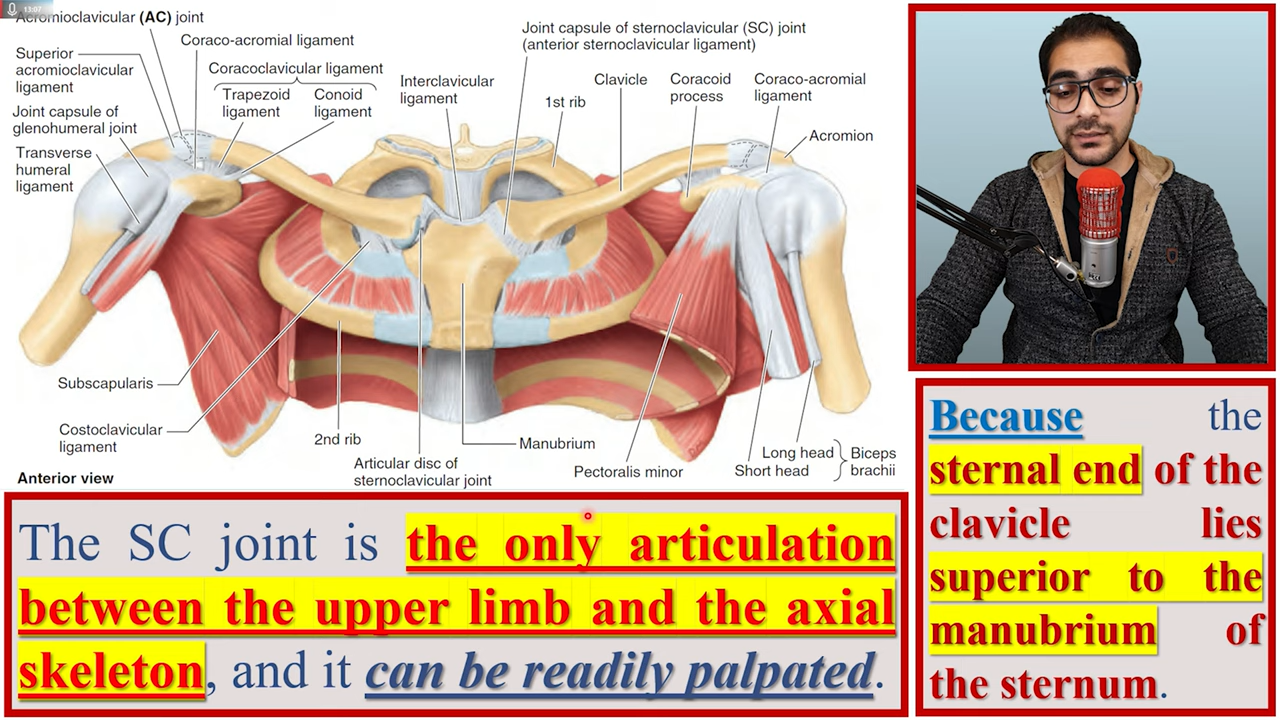 13:07
Acromioclavicular (AC) joint
Superior
acromioclavicular
ligament
Joint capsule of
glenohumeral joint
Transverse
humeral
ligament
Coraco-acromial ligament
Coracoclavicular ligament
Trapezoid
ligament
Conoid
ligament
Interclavicular
ligament
Joint capsule of sternoclavicular (SC) joint
(anterior sternoclavicular ligament)
1st rib
Clavicle
Coracoid
process
Coraco-acromial
ligament
Acromion
Subscapularis
Costoclavicular
ligament
2nd rib
Articular disc of
sternoclavicular joint
Manubrium
Pectoralis minor
Long head
Short head
Biceps
brachii
Anterior view
The SC joint is the only articulation
between the upper limb and the axial
skeleton, and it can be readily palpated.
Because the
sternal end of the
clavicle lies
superior to the
manubrium of
the sternum.